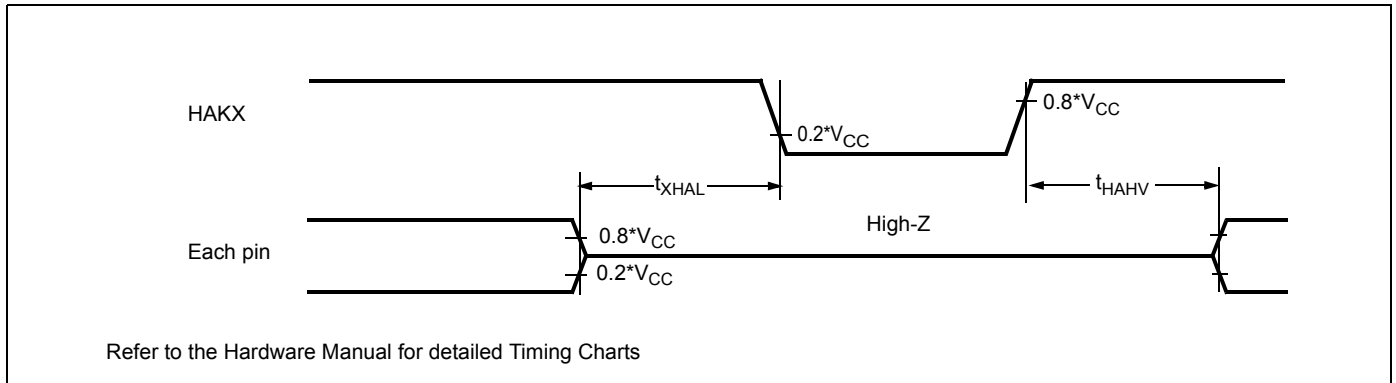 HAKX
0.2*VCC
0.8*VCC
tXHAL
tHAHV
High-Z
Each pin
0.8*VCC
0.2*VCC
Refer to the Hardware Manual for detailed Timing Charts